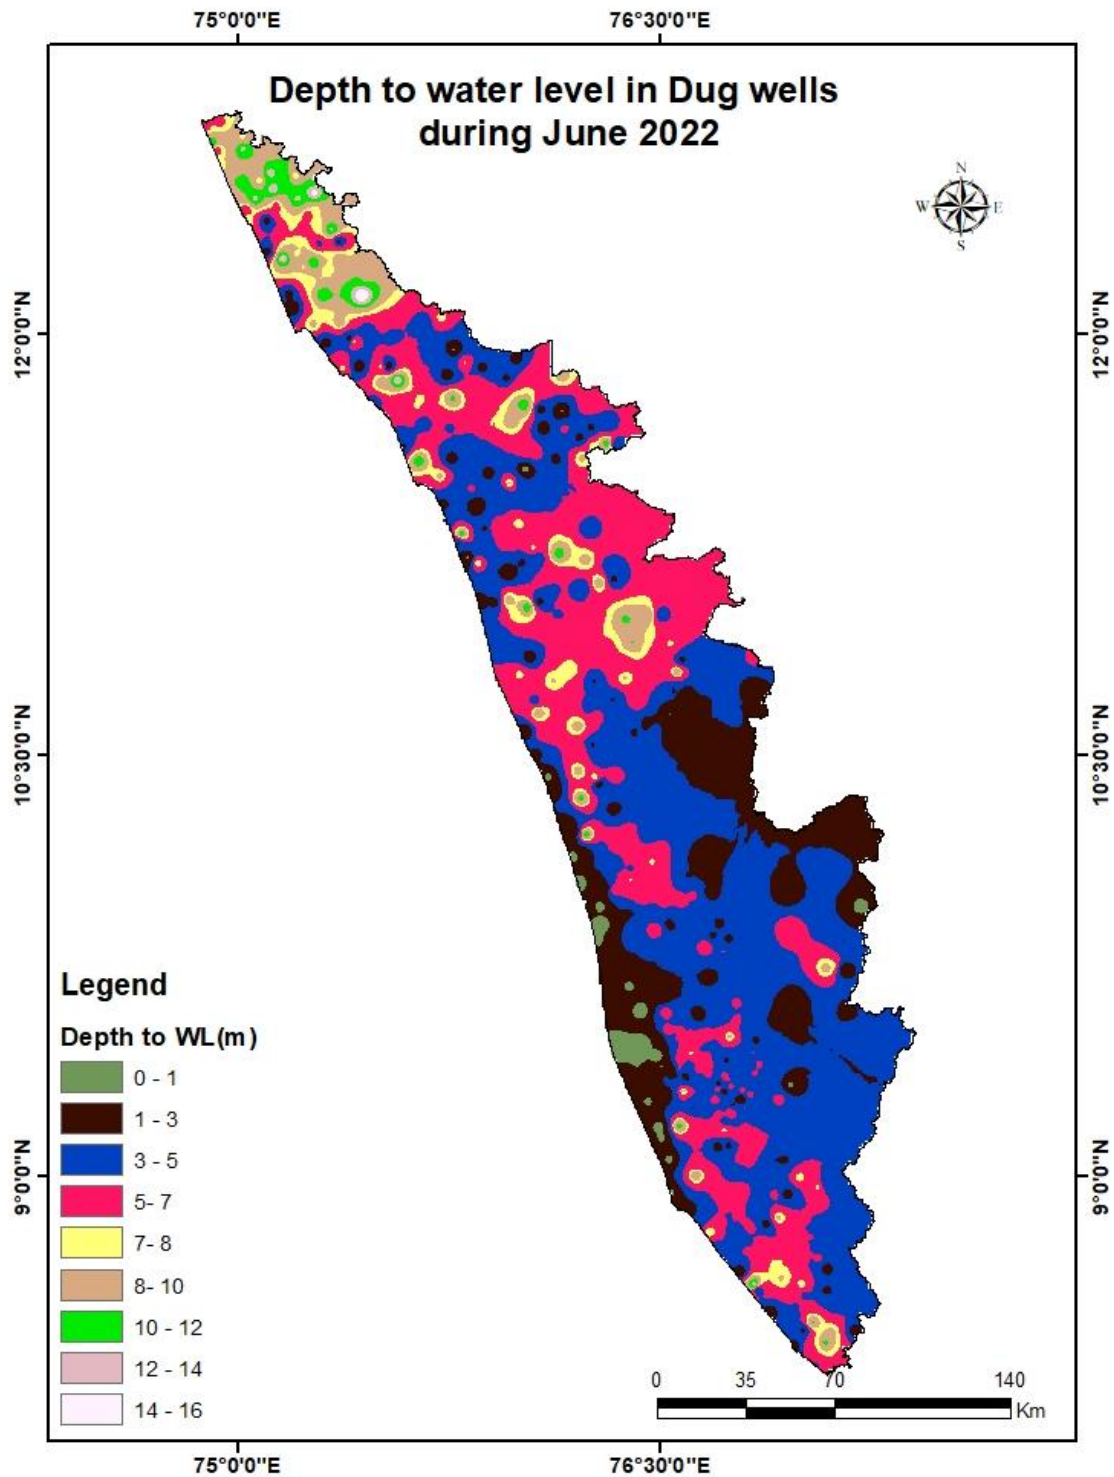 75°0'0"E 76°30'0"E
Depth to water level in Dug wells
during June 2022
N
W E
S
12°0'0"N 12°0'0"N
10°30'0"N 10°30'0"N
9°0'0"N 9°0'0"N
Legend
Depth to WL(m)
0 - 1
1 - 3
3 - 5
5- 7
7- 8
8- 10
10 - 12
12 - 14
14 - 16
0 35 70 140
Km
75°0'0"E 76°30'0"E